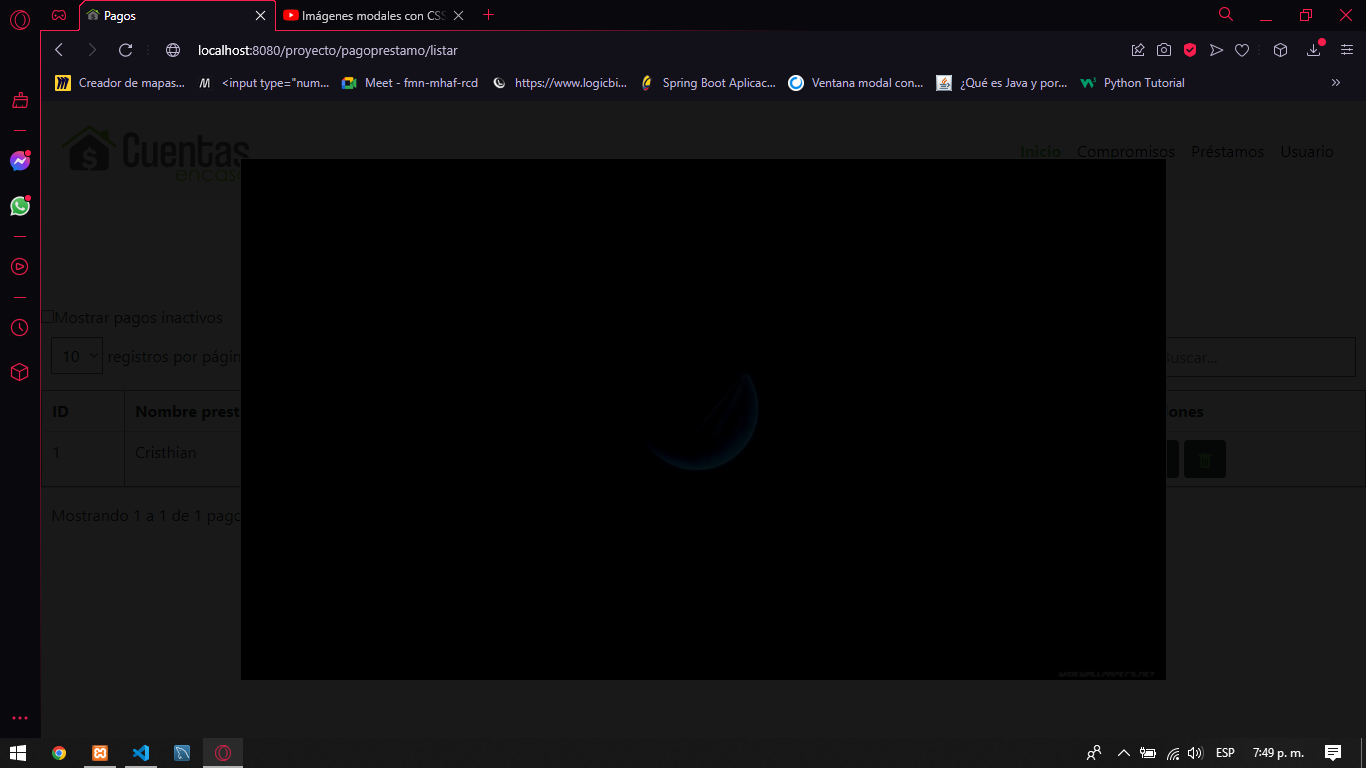 Pagos
Imágenes modales con CSS
localhost:8080/proyecto/pagoprestamo/listar
Creador de mapas...
<input type="num...
Meet - fmn-mhaf-rcd
https://www.logicbi...
Spring Boot Aplicac...
Ventana modal con...
¿Qué es Java y por...
Python Tutorial
Cuentas
encasa
Inicio Compromisos Préstamos Usuario
Mostrar pagos inactivos
10 registros por págin
Buscar...
ID Nombre prest ones
1 Cristhian
Mostrando 1 a 1 de 1 pago
ESP 7:49 p. m.